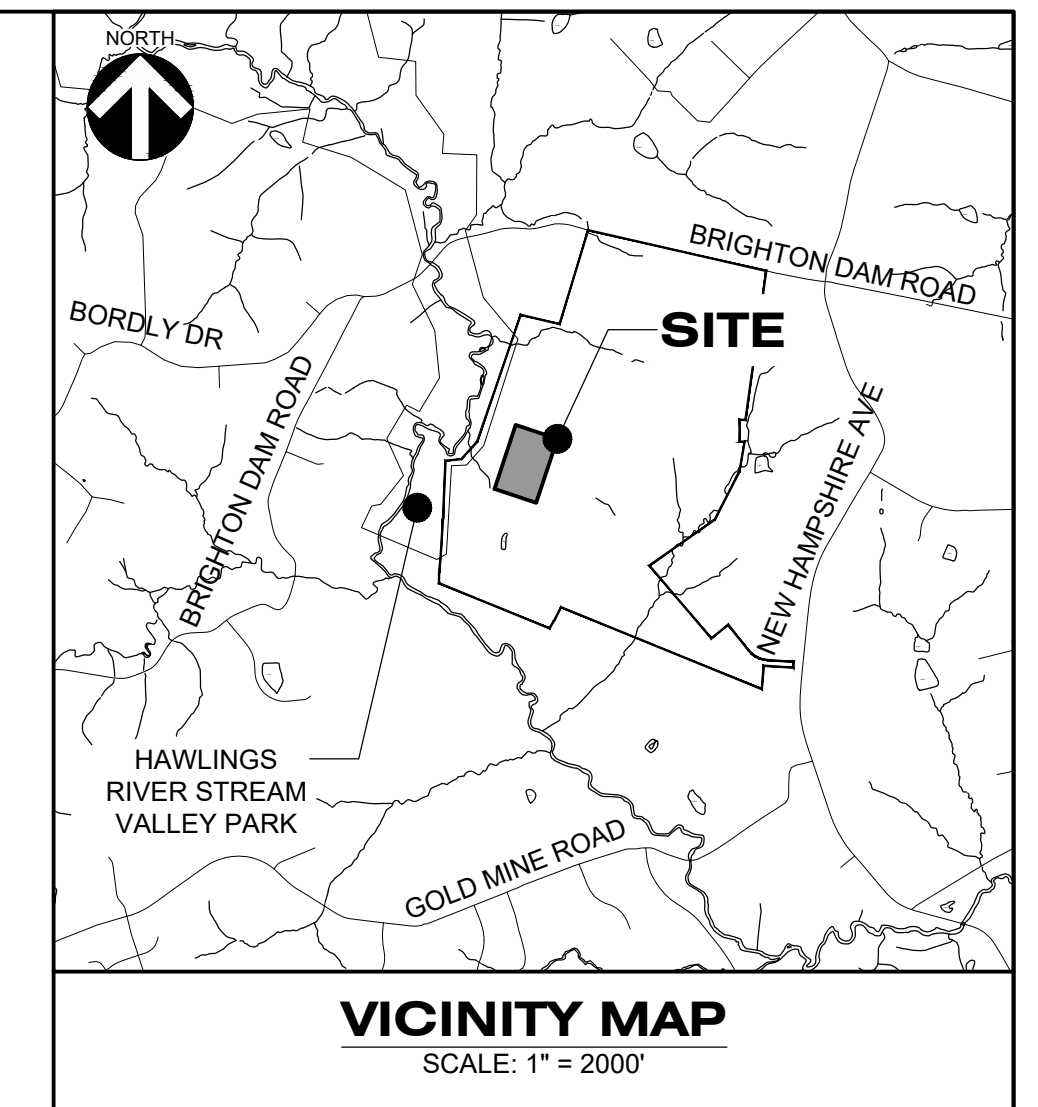 NORTH
BRIGHTON DAM ROAD
BORDLY DR
SITE
BRIGHTON DAM ROAD
NEW HAMPSHIRE AVE
HAWLINGS
RIVER STREAM
VALLEY PARK
GOLD MINE ROAD
VICINITY MAP
SCALE: 1" = 2000'